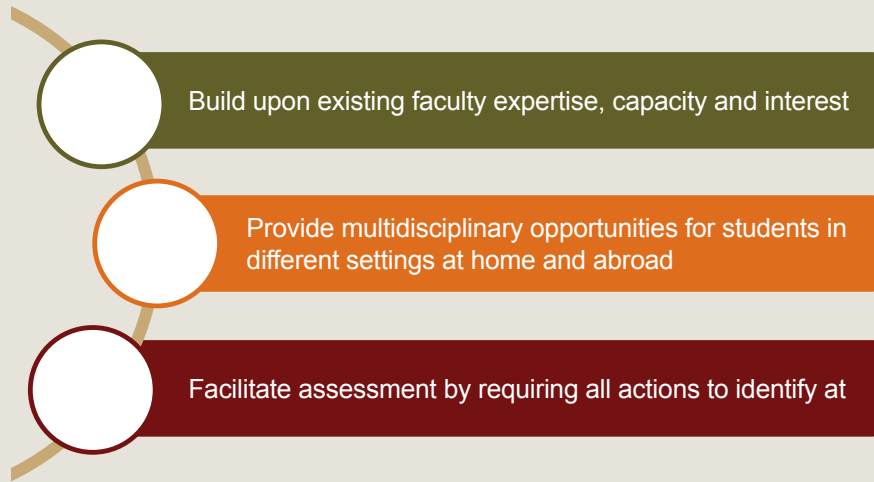 Build upon existing faculty expertise, capacity and interest
Provide multidisciplinary opportunities for students in
different settings at home and abroad
Facilitate assessment by requiring all actions to identify at